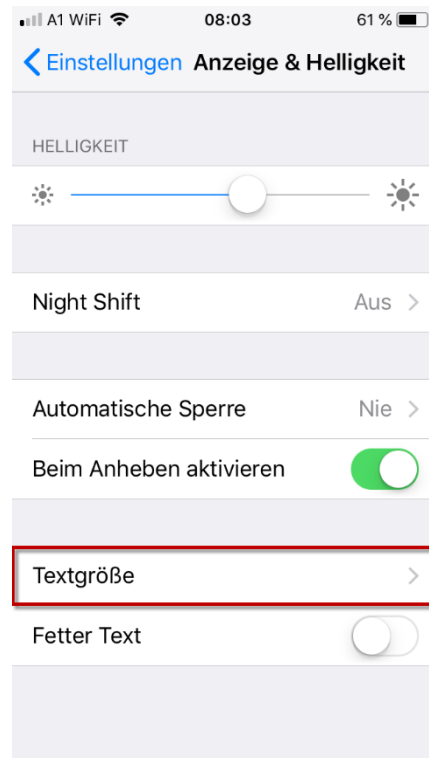 A1 WiFi 08:03 61 %
Einstellungen Anzeige & Helligkeit
HELLIGKEIT
Night Shift Aus
Automatische Sperre Nie
Beim Anheben aktivieren
Textgröße
Fetter Text